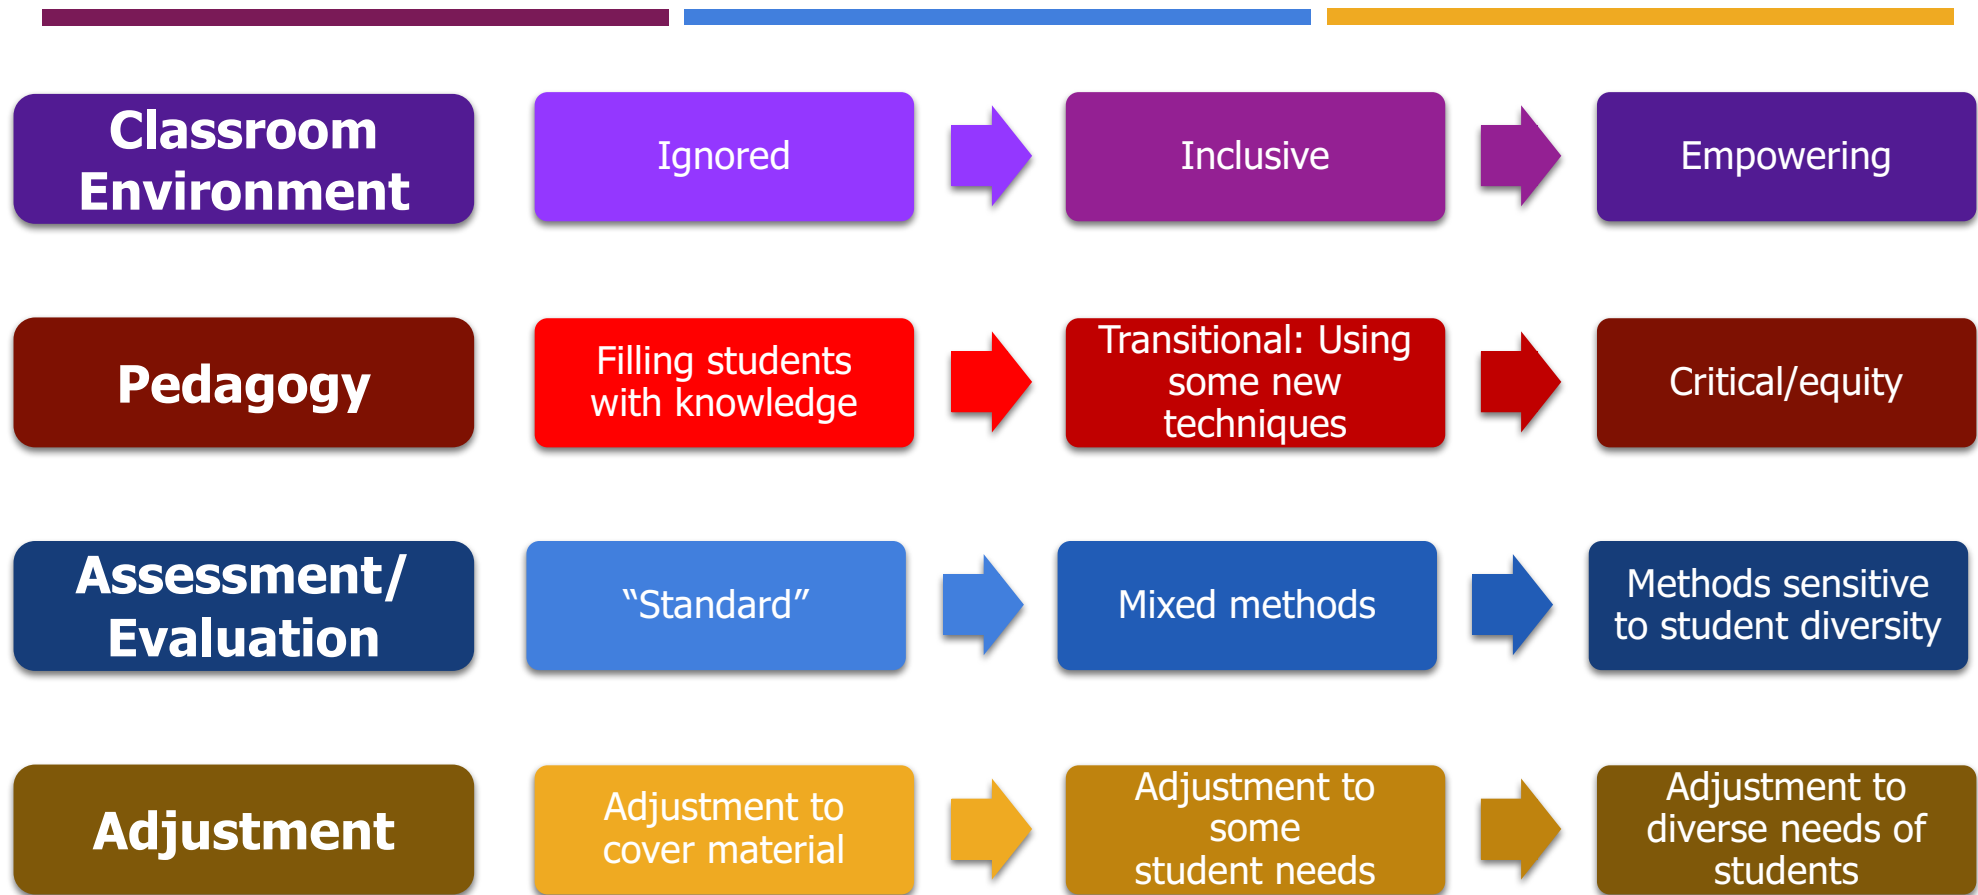 Classroom
Environment
Ignored
Inclusive
Empowering
Pedagogy
Filling students
with knowledge
Transitional: Using
some new
techniques
Critical/equity
Assessment/
Evaluation
“Standard”
Mixed methods
Methods sensitive
to student diversity
Adjustment
Adjustment to
cover material
Adjustment to
some
student needs
Adjustment to
diverse needs of
students